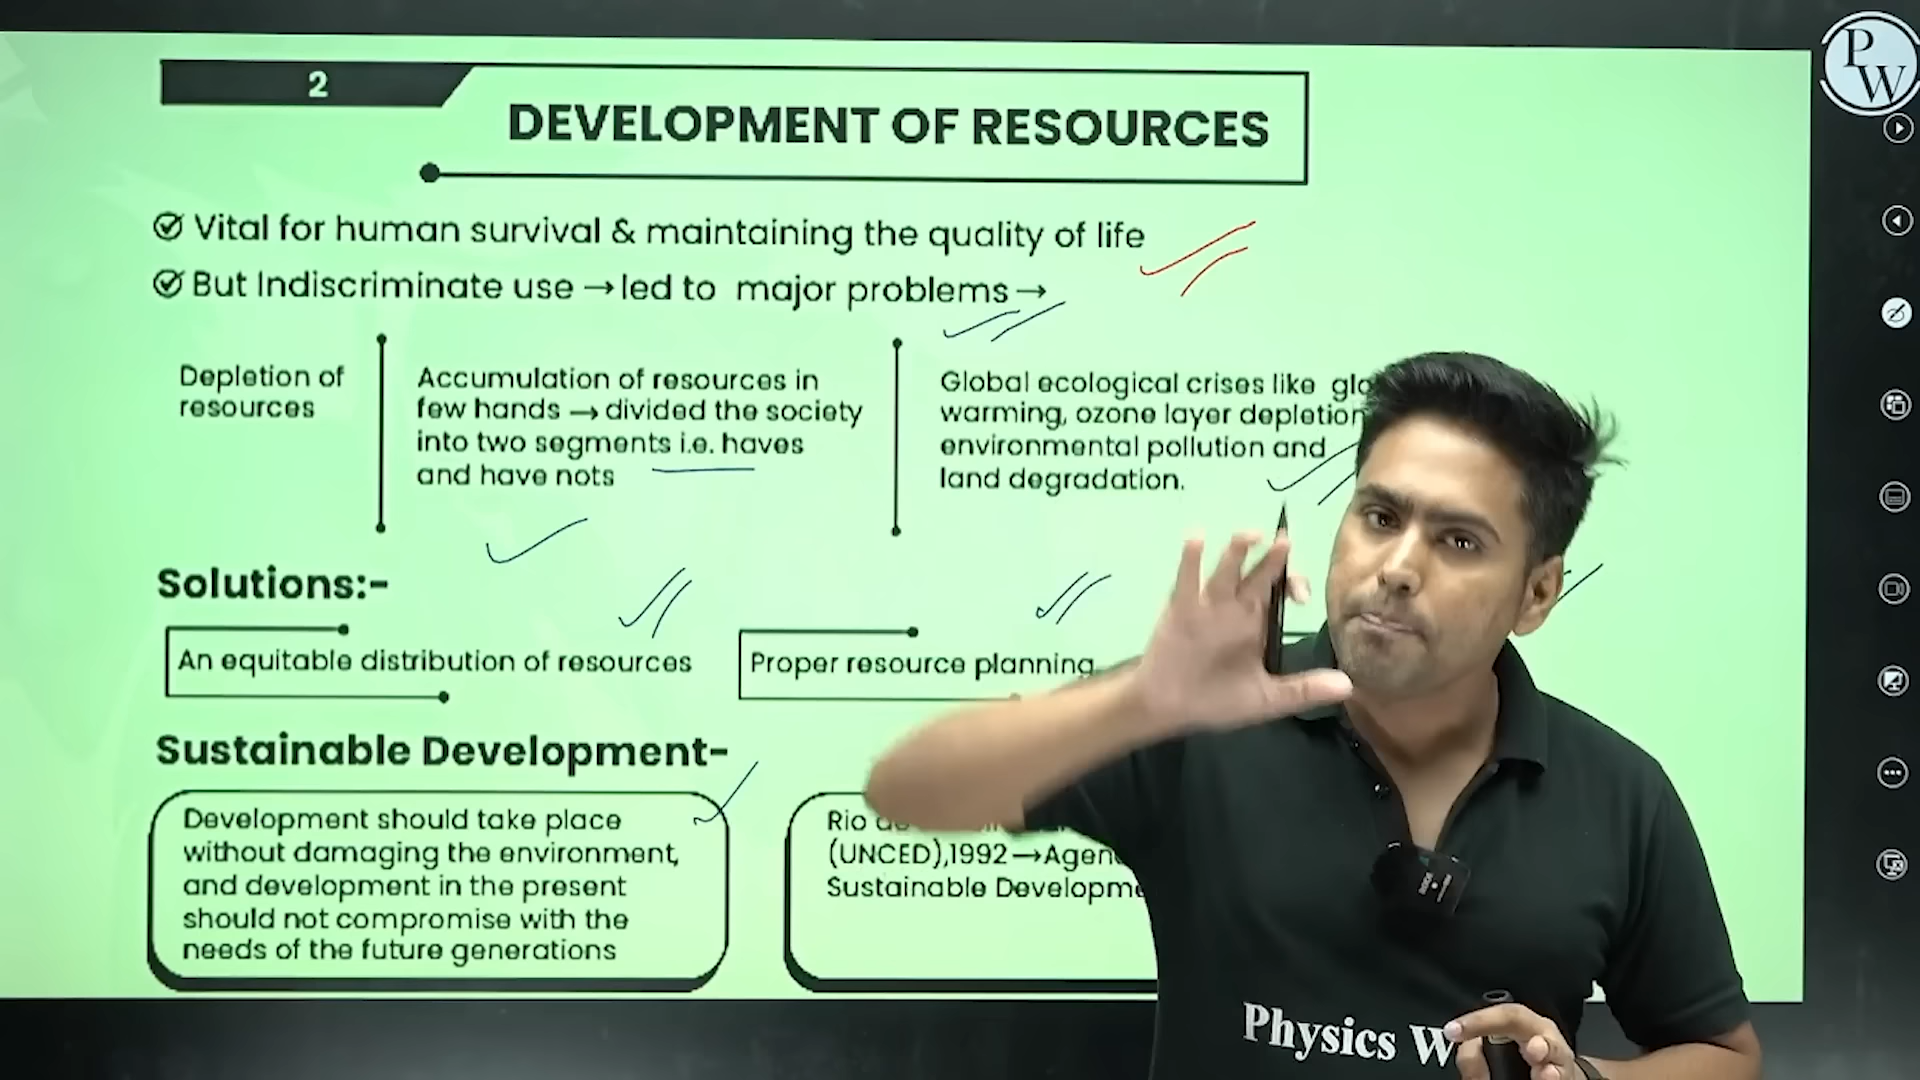 2
DEVELOPMENT OF RESOURCES
Vital for human survival & maintaining the quality of life
But Indiscriminate use → led to major problems →
Depletion of
resources
Accumulation of resources in
few hands → divided the society
into two segments i.e. haves
and have nots
Global ecological crises like
warming, ozone layer depletion
environmental pollution and
land degradation.
Solutions:-
An equitable distribution of resources
Proper resource planning
Sustainable Development-
Development should take place
without damaging the environment,
and development in the present
should not compromise with the
needs of the future generations
Rio
(UNCED),1992→
Sustainable
Physics
PW